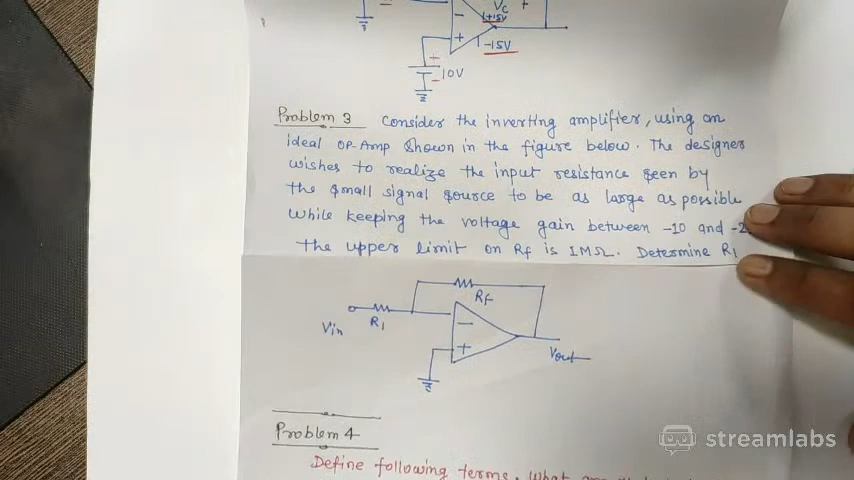 Vc +
+15V
−
+
-15V
+
- 10V
Problem 3 Consider the inverting amplifier, using an
ideal OP-Amp Shown in the figure below. The designer
wishes to realize the input resistance seen by
the small signal source to be as large as possible
while keeping the voltage gain between -10 and -2
the upper limit on Rf is 1MΩ. Determine R1
Rf
Vin
R1
−
+
Vout
Problem 4
Define following terms.
streamlabs